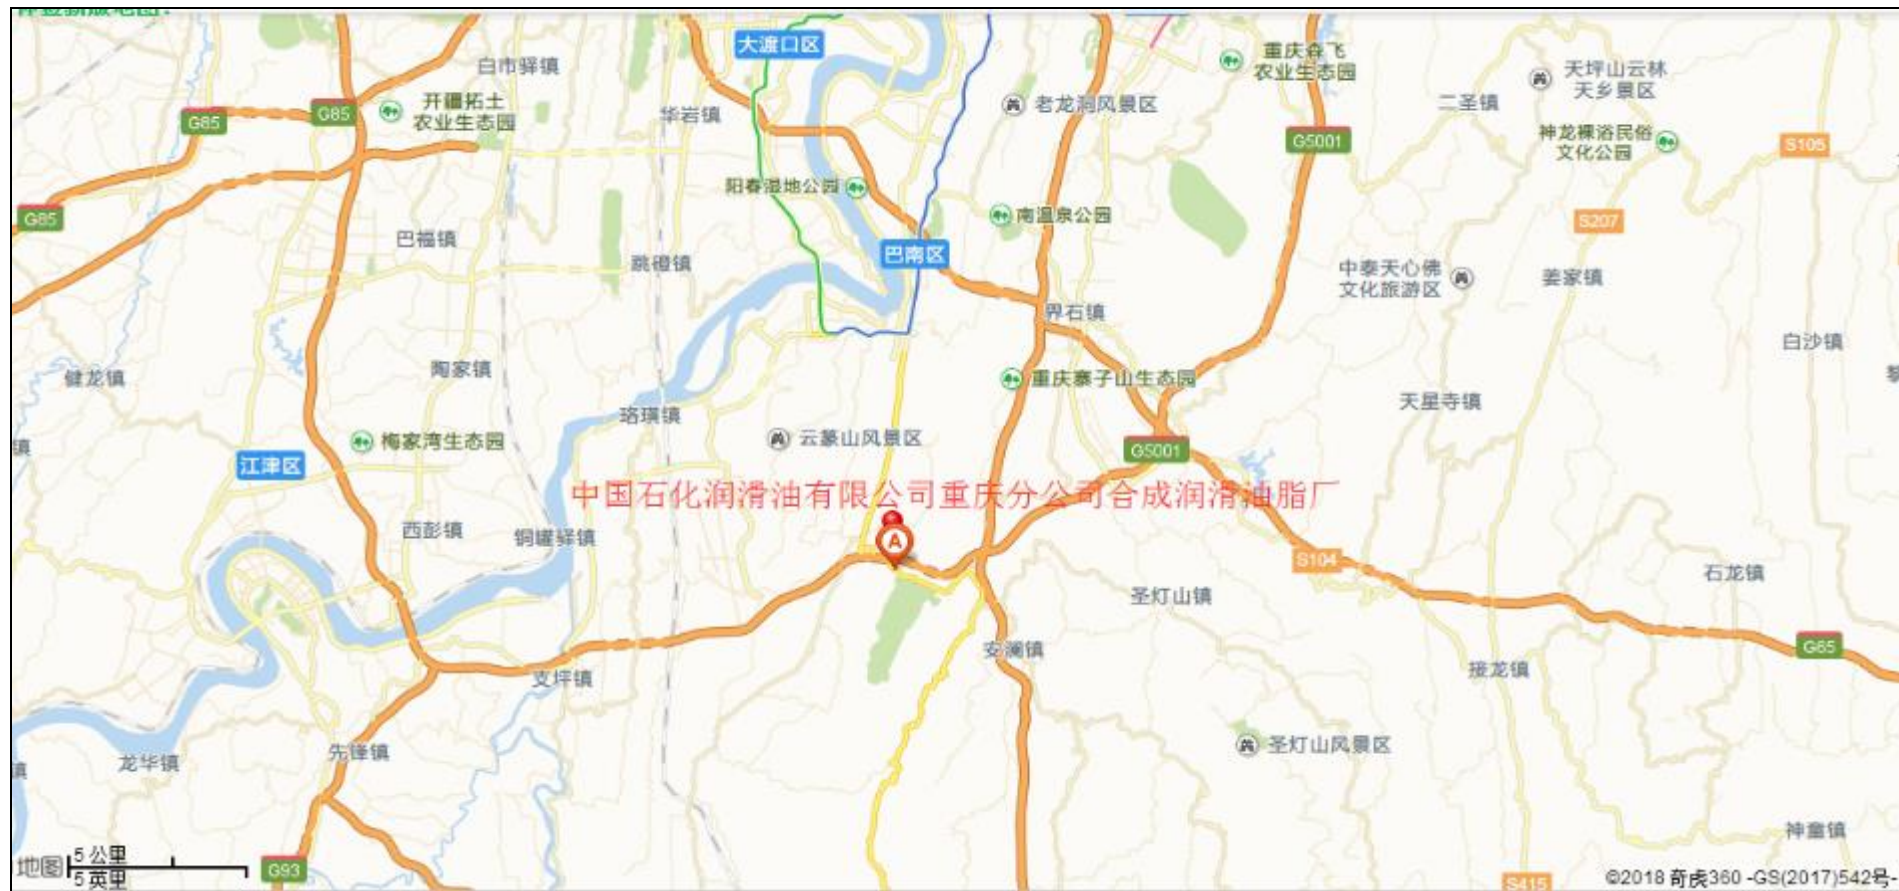 大渡口区
白市驿镇
开疆拓土
农业生态园
G85
G85
华岩镇
老龙洞风景区
重庆森飞
农业生态园
天坪山云林
天乡景区
二圣镇
G5001
神龙裸浴民俗
文化公园
S105
阳春湿地公园
南温泉公园
G85
S207
巴福镇
跳磴镇
巴南区
中泰天心佛
文化旅游区
姜家镇
界石镇
白沙镇
健龙镇
陶家镇
重庆寨子山生态园
珞璜镇
天星寺镇
梅家湾生态园
云篆山风景区
镇
江津区
G5001
中国石化润滑油有限公司重庆分公司合成润滑油脂厂
西彭镇
铜罐驿镇
A
S104
石龙镇
圣灯山镇
安澜镇
G65
支坪镇
接龙镇
圣灯山风景区
先锋镇
龙华镇
镇
神童镇
地图
5 公里
5 英里
G93
S415
©2018 奇虎360 -GS(2017)542号-